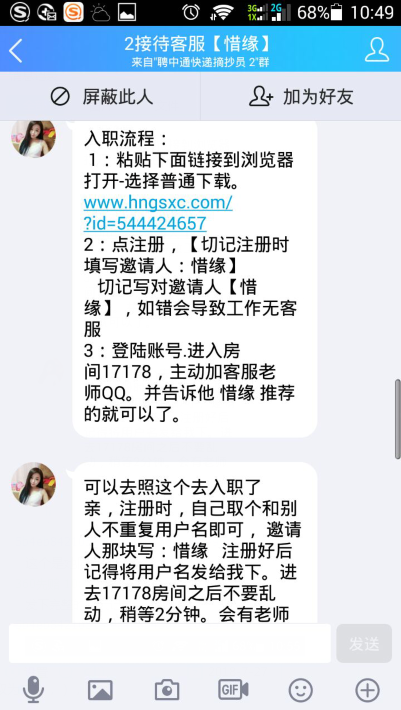 3G
1X
2G
68%
10:49
2接待客服【惜缘】
来自"聘中通快递摘抄员 2"群
屏蔽此人
加为好友
入职流程：
1：粘贴下面链接到浏览器
打开-选择普通下载。
www.hngsxc.com/
?id=544424657
2：点注册，【切记注册时
填写邀请人：惜缘】
切记写对邀请人【惜
缘】，如错会导致工作无客
服
3：登陆账号.进入房
间17178，主动加客服老
师QQ。并告诉他 惜缘 推荐
的就可以了。
可以去照这个去入职了
亲，注册时，自己取个和别
人不重复用户名即可， 邀请
人那块写：惜缘 注册好后
记得将用户名发给我下。进
去17178房间之后不要乱
动，稍等2分钟。会有老师
发送
GIF